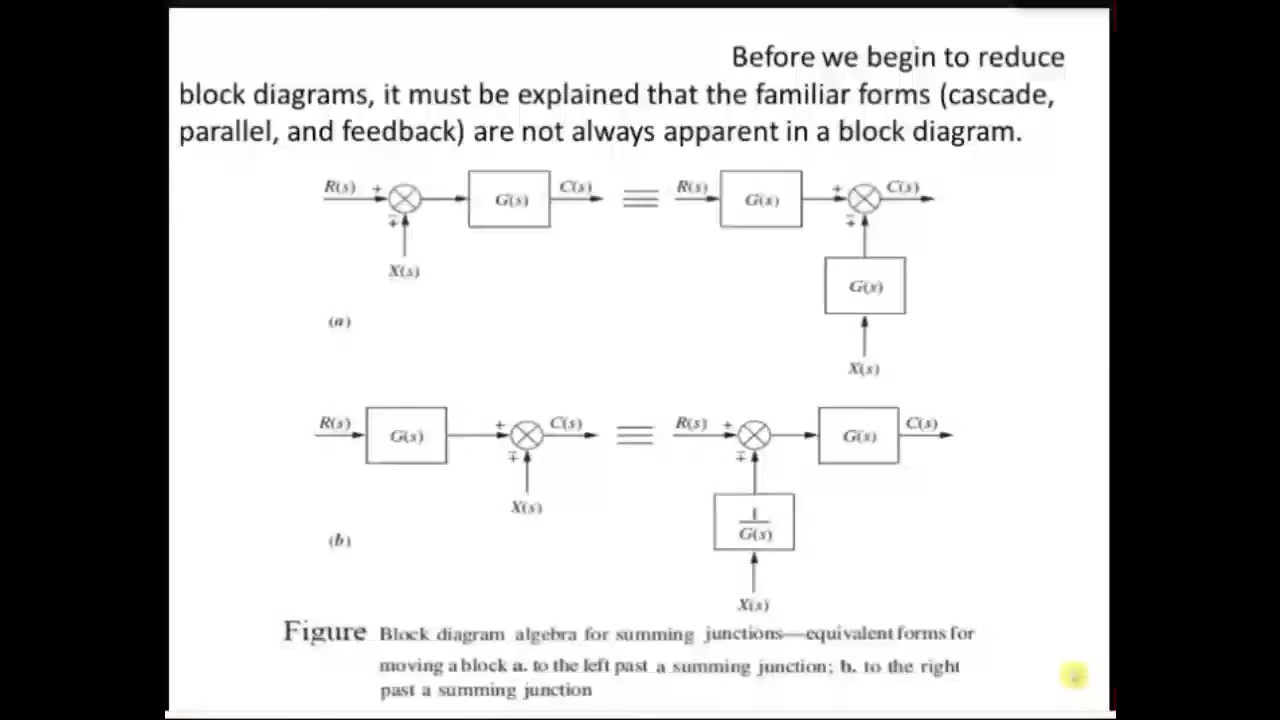 Before we begin to reduce
block diagrams, it must be explained that the familiar forms (cascade,
parallel, and feedback) are not always apparent in a block diagram.
R(s) + G(s) C(s) R(s) G(s) + C(s)
∓ ∓
X(s)
G(s)
(a)
X(s)
R(s) G(s) + C(s) R(s) + G(s) C(s)
∓ ∓
X(s)
1
G(s)
(b)
X(s)
Figure Block diagram algebra for summing junctions—equivalent forms for
moving a block a. to the left past a summing junction; b. to the right
past a summing junction